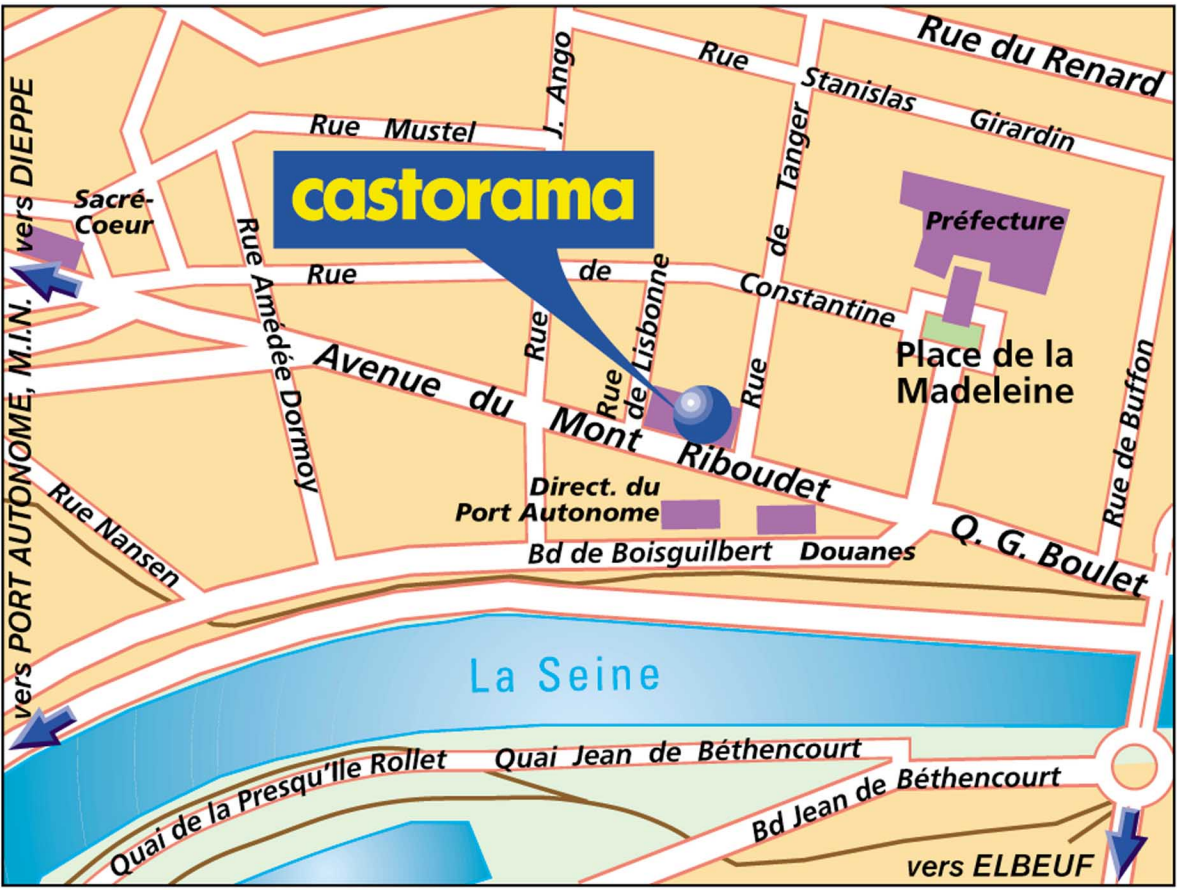 Rue du Renard
Rue Stanislas Girardin
J. Ango
Rue
Rue Mustel
Rue de Tanger
castorama
Sacré-
Coeur
vers DIEPPE
vers PORT AUTONOME, M.I.N.
Préfecture
Rue de Constantine
Rue Amédée Dormoy
Rue
de Lisbonne
Place de la
Madeleine
Rue de Buffon
Avenue du Mont Riboudet
Direct. du
Port Autonome
Rue Nansen
Bd de Boisguilbert
Douanes
Q. G. Boulet
La Seine
Quai de la Presqu'Ile Rollet
Quai Jean de Béthencourt
Bd Jean de Béthencourt
vers ELBEUF